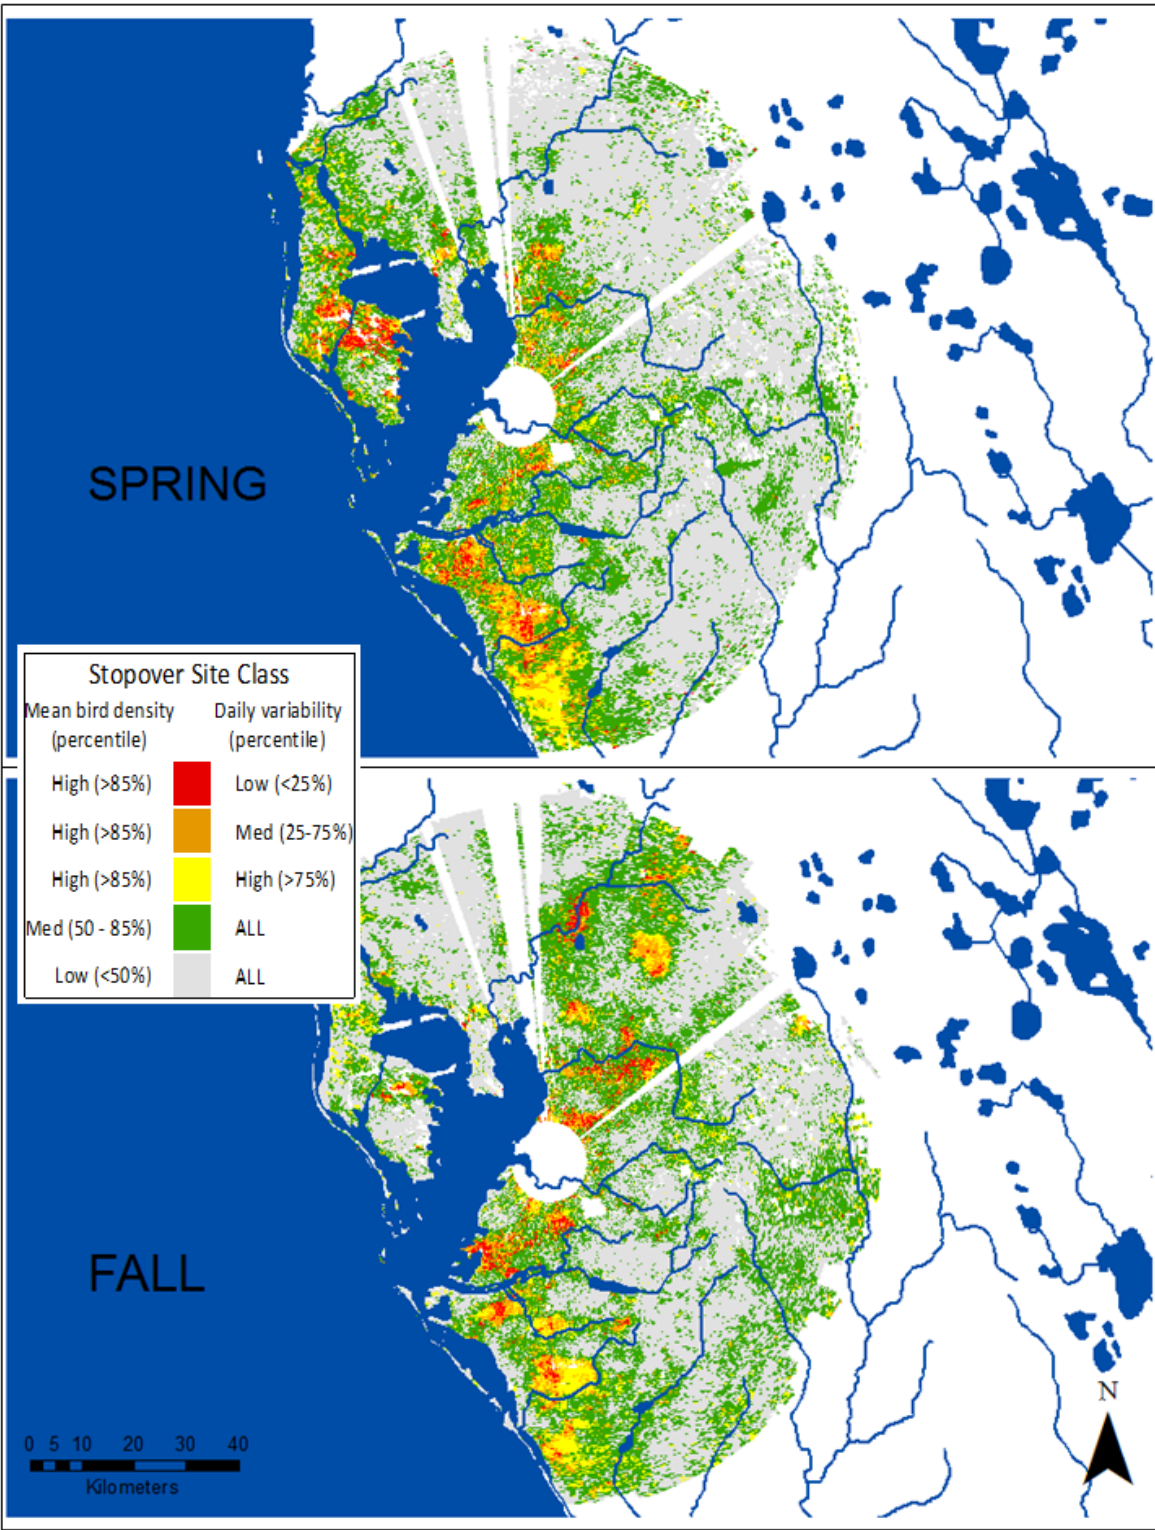 SPRING
Stopover Site Class
Mean bird density Daily variability
(percentile) (percentile)
High (>85%) Low (<25%)
High (>85%) Med (25-75%)
High (>85%) High (>75%)
Med (50 - 85%) ALL
Low (<50%) ALL
FALL
N
0 5 10 20 30 40
Kilometers